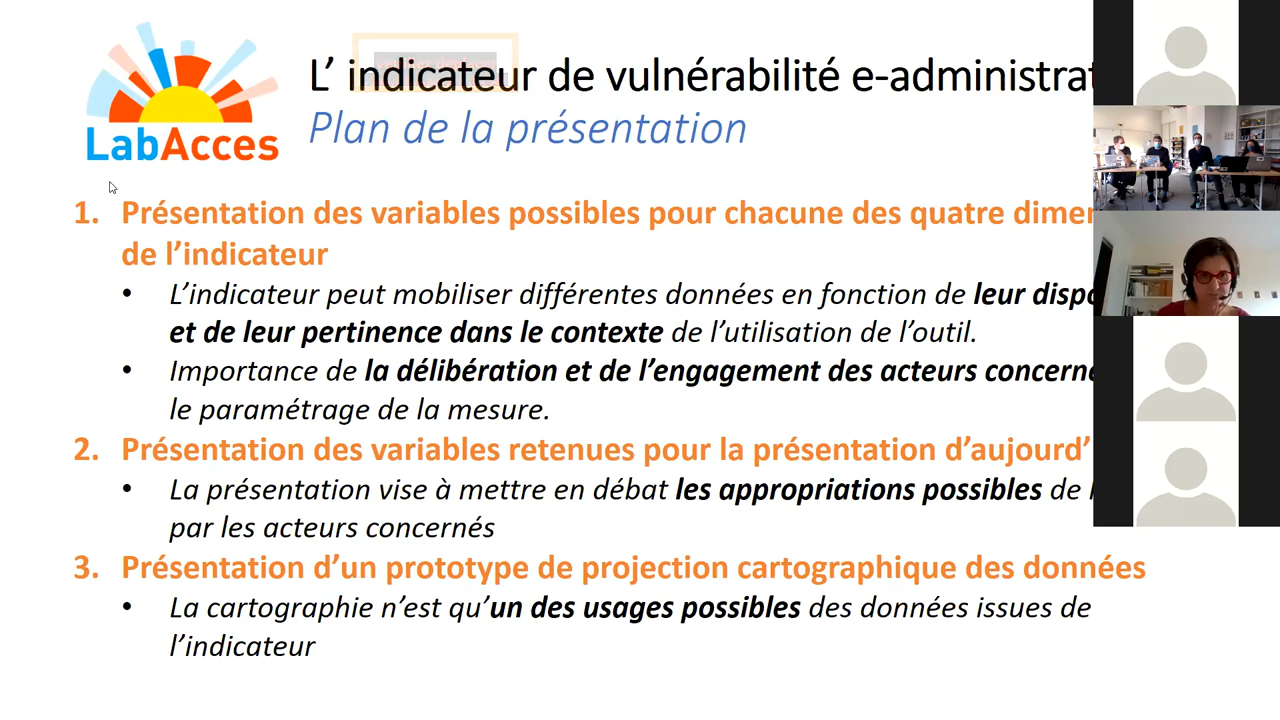 LabAcces
L' indicateur de vulnérabilité e-administrat
Plan de la présentation
1. Présentation des variables possibles pour chacune des quatre dimen
de l'indicateur
• L'indicateur peut mobiliser différentes données en fonction de leur dispo
et de leur pertinence dans le contexte de l'utilisation de l'outil.
• Importance de la délibération et de l'engagement des acteurs concerné
le paramétrage de la mesure.
2. Présentation des variables retenues pour la présentation d'aujourd'
• La présentation vise à mettre en débat les appropriations possibles de
par les acteurs concernés
3. Présentation d'un prototype de projection cartographique des données
• La cartographie n'est qu'un des usages possibles des données issues de
l'indicateur